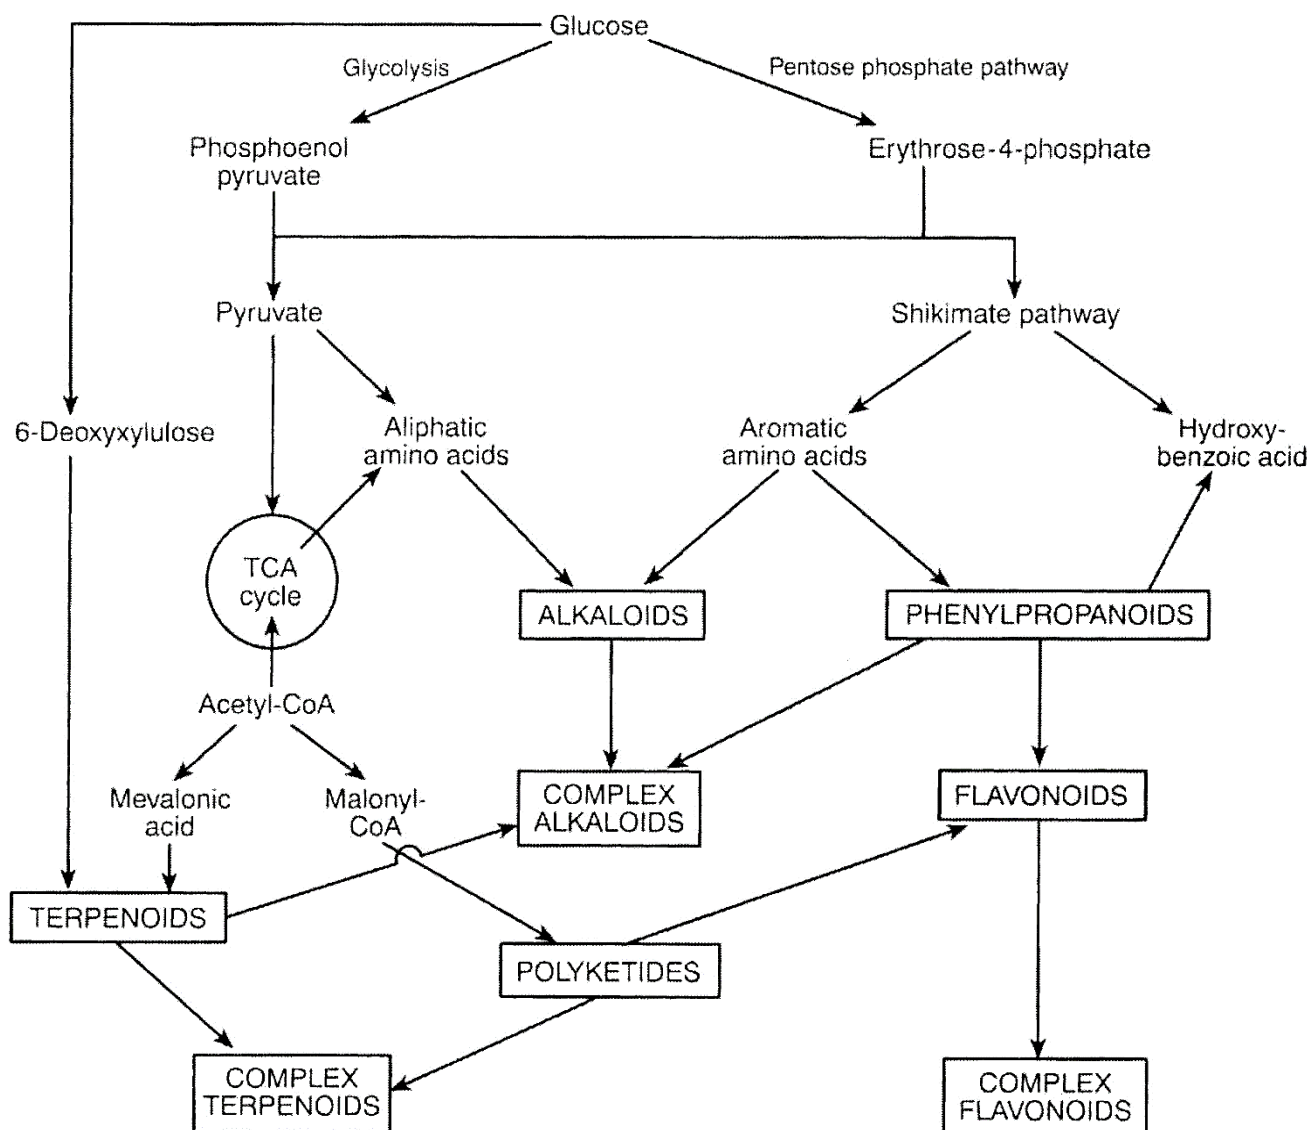 Glucose
Glycolysis
Pentose phosphate pathway
Phosphoenol
pyruvate
Erythrose-4-phosphate
Pyruvate
Shikimate pathway
6-Deoxyxylulose
Aliphatic
amino acids
Aromatic
amino acids
Hydroxy-
benzoic acid
TCA
cycle
ALKALOIDS
PHENYLPROPANOIDS
Acetyl-CoA
Mevalonic
acid
Malonyl-
CoA
COMPLEX
ALKALOIDS
FLAVONOIDS
TERPENOIDS
POLYKETIDES
COMPLEX
TERPENOIDS
COMPLEX
FLAVONOIDS